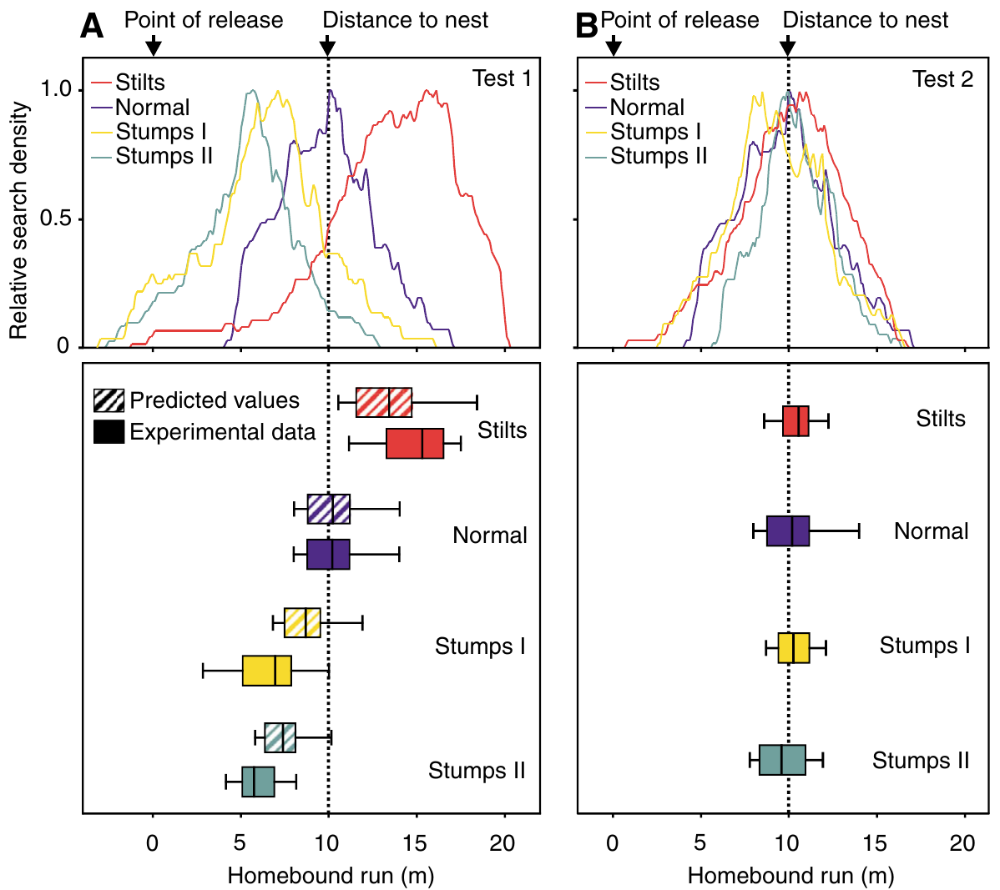 A Point of release Distance to nest
Test 1
Stilts
Normal
Stumps I
Stumps II
1.0
0.5
0
Relative search density
Predicted values
Experimental data
Stilts
Normal
Stumps I
Stumps II
0 5 10 15 20
Homebound run (m)
B Point of release Distance to nest
Test 2
Stilts
Normal
Stumps I
Stumps II
Stilts
Normal
Stumps I
Stumps II
0 5 10 15 20
Homebound run (m)